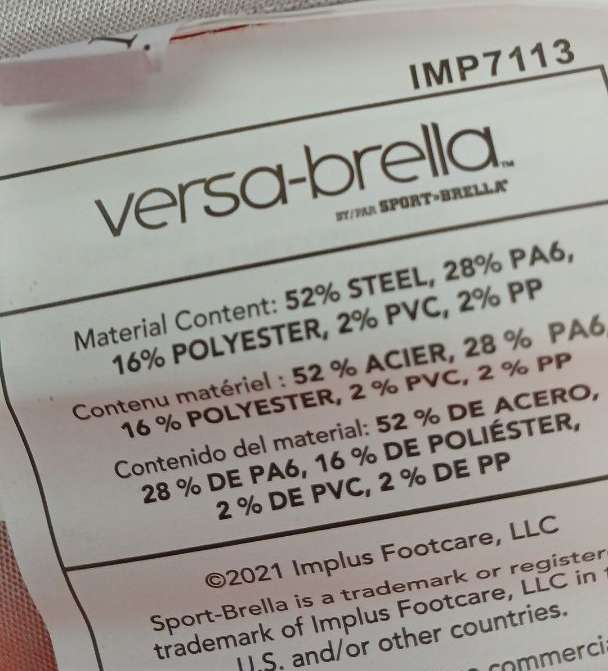 IMP7113
versa-brella™
BY/PAR SPORT-BRELLA
Material Content: 52% STEEL, 28% PA6,
16% POLYESTER, 2% PVC, 2% PP
Contenu matériel : 52 % ACIER, 28 % PA6,
16 % POLYESTER, 2 % PVC, 2 % PP
Contenido del material: 52 % DE ACERO,
28 % DE PA6, 16 % DE POLIÉSTER,
2 % DE PVC, 2 % DE PP
©2021 Implus Footcare, LLC
Sport-Brella is a trademark or register
trademark of Implus Footcare, LLC in
U.S. and/or other countries.
commerci